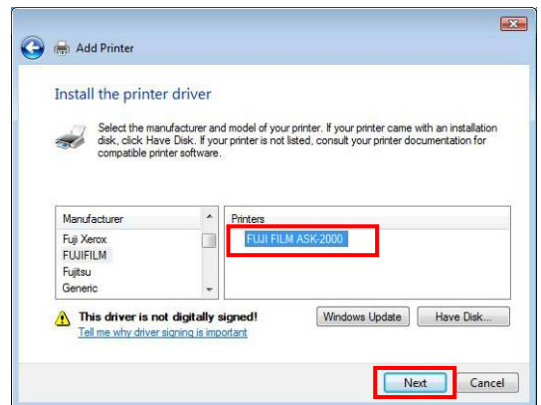 Add Printer
Install the printer driver
Select the manufacturer and model of your printer. If your printer came with an installation
disk, click Have Disk. If your printer is not listed, consult your printer documentation for
compatible printer software.
Manufacturer
Fuji Xerox
FUJIFILM
Fujitsu
Generic
Printers
FUJI FILM ASK-2000
This driver is not digitally signed!
Tell me why driver signing is important
Windows Update
Have Disk...
Next
Cancel